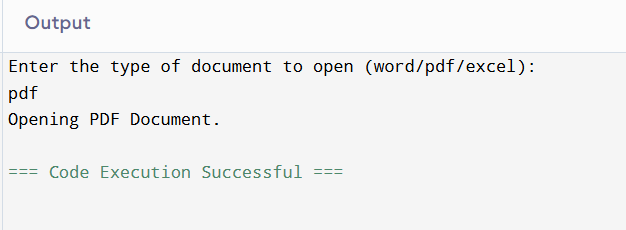 Output
Enter the type of document to open (word/pdf/excel):
pdf
Opening PDF Document.
=== Code Execution Successful ===